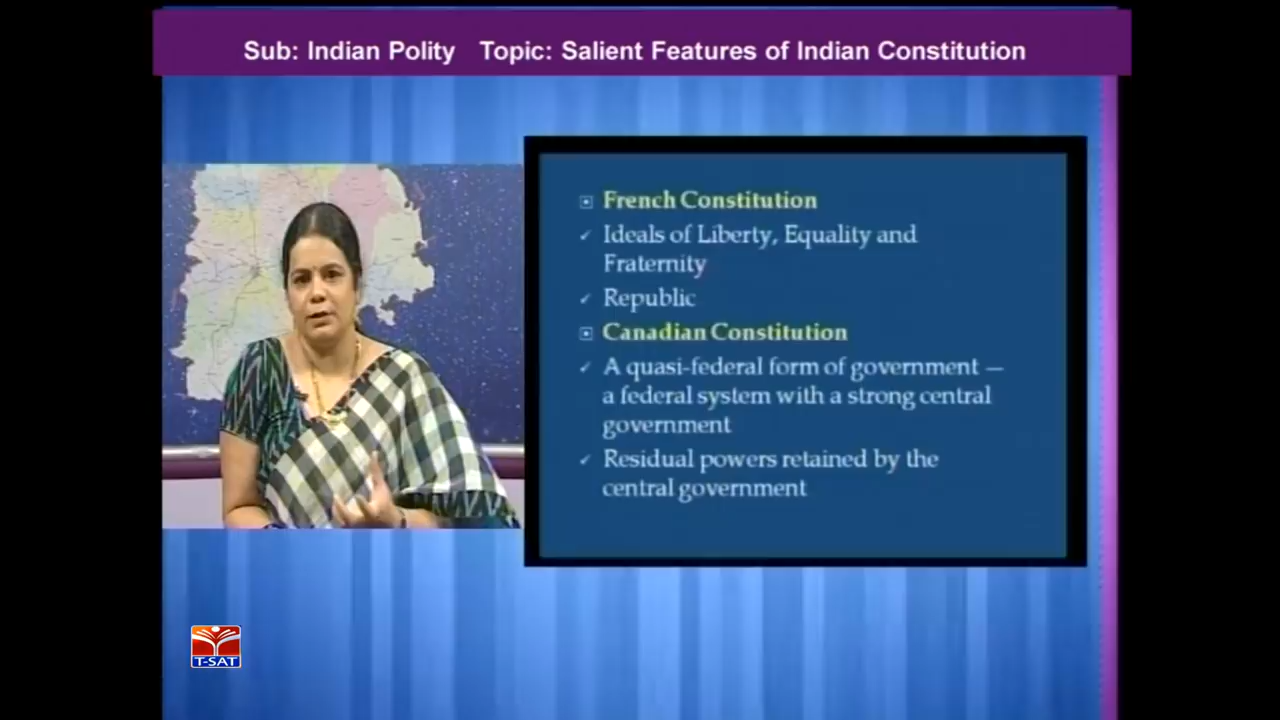 Sub: Indian Polity Topic: Salient Features of Indian Constitution
French Constitution
Ideals of Liberty, Equality and
Fraternity
Republic
Canadian Constitution
A quasi-federal form of government —
a federal system with a strong central
government
Residual powers retained by the
central government
T-SAT